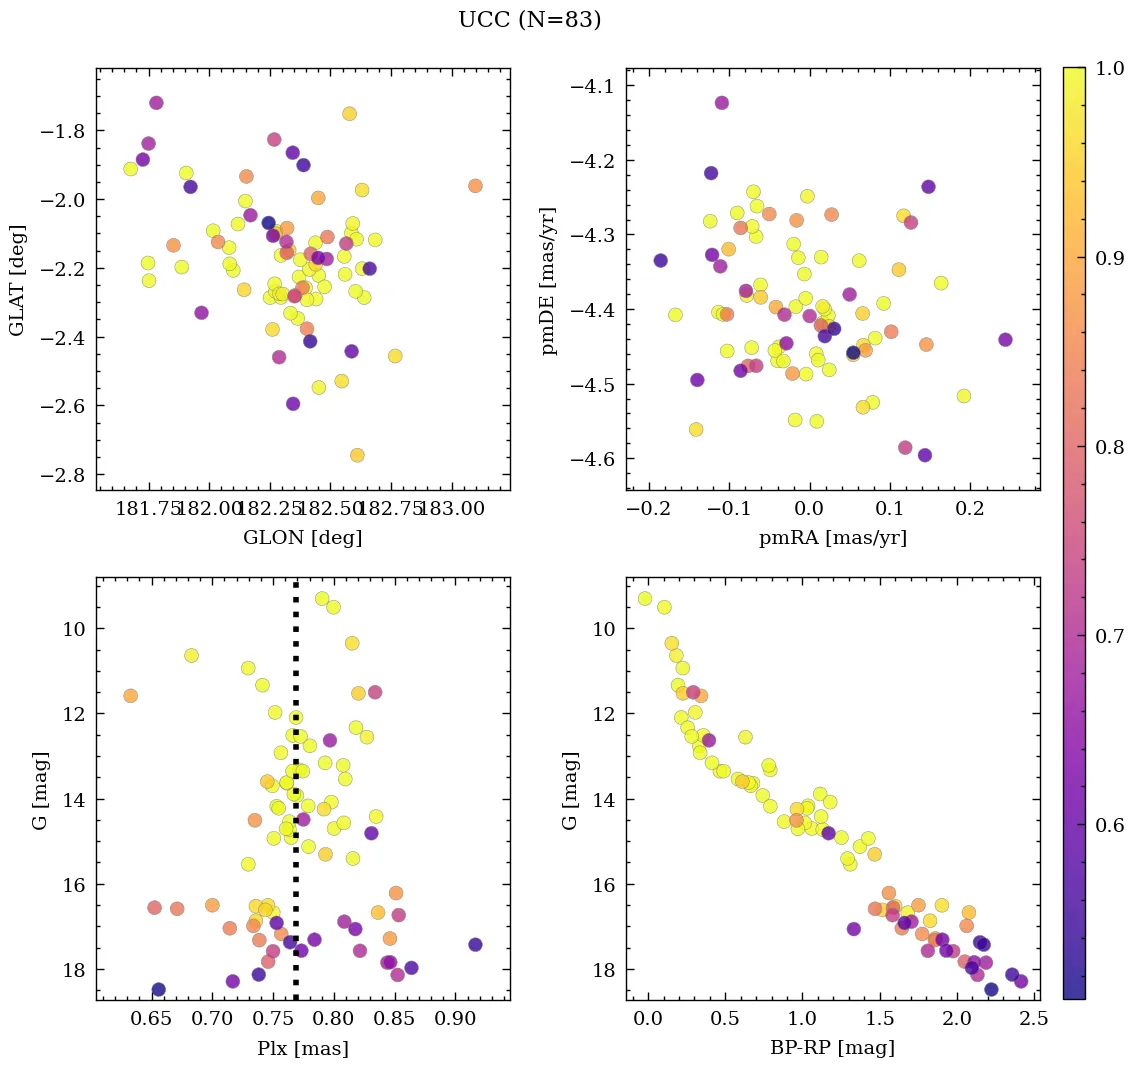 UCC (N=83)
−1.8
−2.0
−2.2
−2.4
−2.6
−2.8
GLAT [deg]
181.75 182.00 182.25 182.50 182.75 183.00
GLON [deg]
−4.1
−4.2
−4.3
−4.4
−4.5
−4.6
pmDE [mas/yr]
−0.2 −0.1 0.0 0.1 0.2
pmRA [mas/yr]
10
12
14
16
18
G [mag]
0.65 0.70 0.75 0.80 0.85 0.90
Plx [mas]
10
12
14
16
18
G [mag]
0.0 0.5 1.0 1.5 2.0 2.5
BP-RP [mag]
1.0
0.9
0.8
0.7
0.6